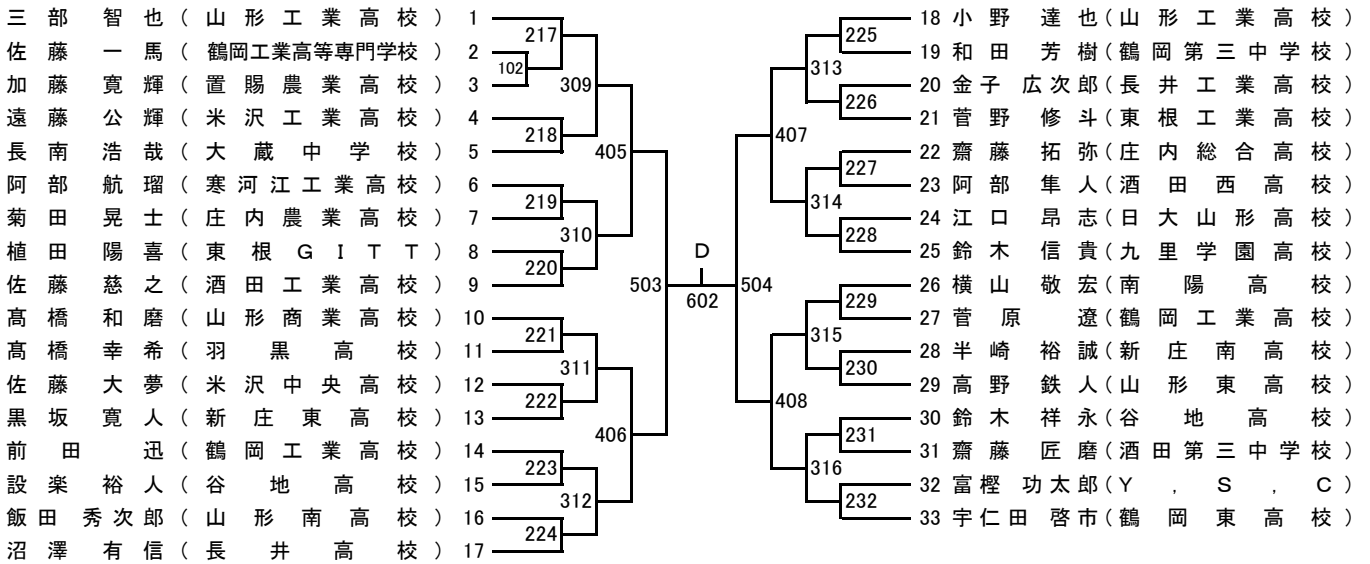 三部 智也 ( 山形工業高校 ) 1
佐藤 一馬 ( 鶴岡工業高等専門学校 ) 2
加藤 寛輝 ( 置賜農業高校 ) 3
遠藤 公輝 ( 米沢工業高校 ) 4
長南 浩哉 ( 大蔵中学校 ) 5
阿部 航瑠 ( 寒河江工業高校 ) 6
菊田 晃士 ( 庄内農業高校 ) 7
植田 陽喜 ( 東根GITT ) 8
佐藤 慈之 ( 酒田工業高校 ) 9
髙橋 和磨 ( 山形商業高校 ) 10
髙橋 幸希 ( 羽黒高校 ) 11
佐藤 大夢 ( 米沢中央高校 ) 12
黒坂 寛人 ( 新庄東高校 ) 13
前田 迅 ( 鶴岡工業高校 ) 14
設楽 裕人 ( 谷地高校 ) 15
飯田 秀次郎 ( 山形南高校 ) 16
沼澤 有信 ( 長井高校 ) 17
217
102
309
218
405
219
310
220
503
221
311
222
406
223
312
224
D
602
504
225
313
226
407
227
314
228
229
315
230
408
231
316
232
18 小野 達也 ( 山形工業高校 )
19 和田 芳樹 ( 鶴岡第三中学校 )
20 金子 広次郎 ( 長井工業高校 )
21 菅野 修斗 ( 東根工業高校 )
22 齋藤 拓弥 ( 庄内総合高校 )
23 阿部 隼人 ( 酒田西高校 )
24 江口 昂志 ( 日大山形高校 )
25 鈴木 信貴 ( 九里学園高校 )
26 横山 敬宏 ( 南陽高校 )
27 菅原 遼 ( 鶴岡工業高校 )
28 半崎 裕誠 ( 新庄南高校 )
29 高野 鉄人 ( 山形東高校 )
30 鈴木 祥永 ( 谷地高校 )
31 齋藤 匠磨 ( 酒田第三中学校 )
32 富樫 功太郎 ( Y,S,C )
33 宇仁田 啓市 ( 鶴岡東高校 )